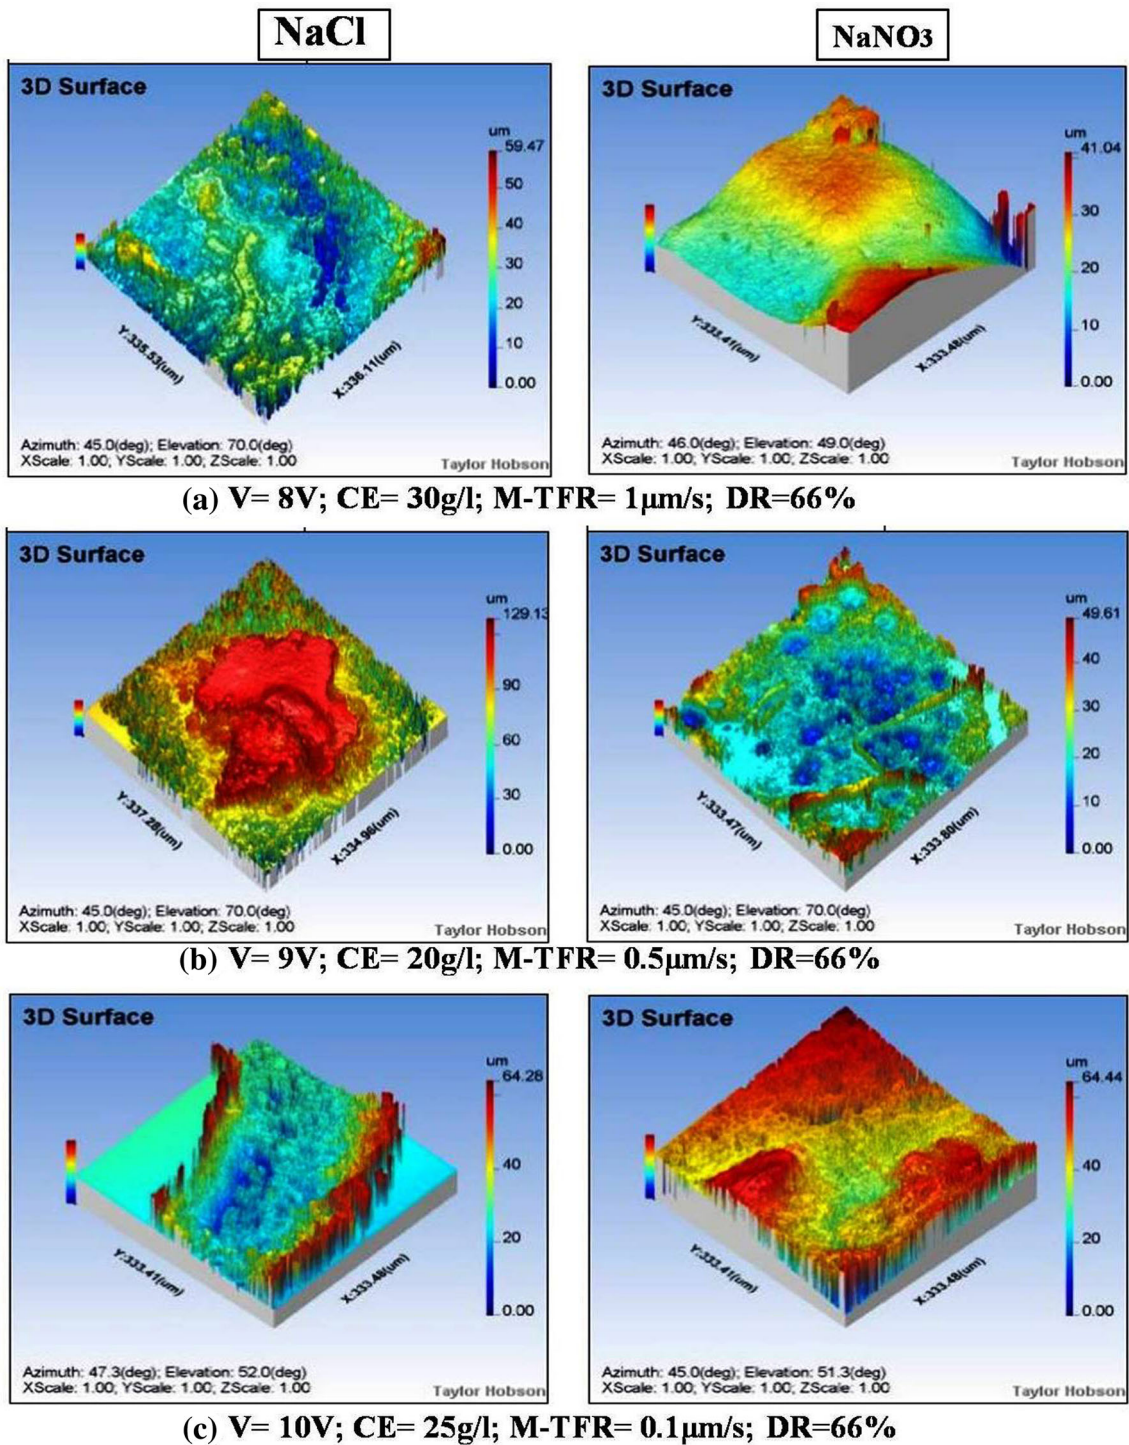 NaCl
NaNO3
3D Surface
um
59.47
50
40
30
20
10
0.00
Y:335.53(um)
X:336.11(um)
Azimuth: 45.0(deg); Elevation: 70.0(deg)
XScale: 1.00; YScale: 1.00; ZScale: 1.00
Taylor Hobson
3D Surface
um
41.04
30
20
10
0.00
Y:333.41(um)
X:333.48(um)
Azimuth: 46.0(deg); Elevation: 49.0(deg)
XScale: 1.00; YScale: 1.00; ZScale: 1.00
Taylor Hobson
(a) V= 8V; CE= 30g/l; M-TFR= 1μm/s; DR=66%
3D Surface
um
129.13
90
60
30
0.00
Y:337.28(um)
X:334.96(um)
Azimuth: 45.0(deg); Elevation: 70.0(deg)
XScale: 1.00; YScale: 1.00; ZScale: 1.00
Taylor Hobson
3D Surface
um
49.61
40
30
20
10
0.00
Y:333.47(um)
X:333.80(um)
Azimuth: 45.0(deg); Elevation: 70.0(deg)
XScale: 1.00; YScale: 1.00; ZScale: 1.00
Taylor Hobson
(b) V= 9V; CE= 20g/l; M-TFR= 0.5μm/s; DR=66%
3D Surface
um
64.28
40
20
0.00
Y:333.41(um)
X:333.48(um)
Azimuth: 47.3(deg); Elevation: 52.0(deg)
XScale: 1.00; YScale: 1.00; ZScale: 1.00
Taylor Hobson
3D Surface
um
64.44
40
20
0.00
Y:333.41(um)
X:333.48(um)
Azimuth: 45.0(deg); Elevation: 51.3(deg)
XScale: 1.00; YScale: 1.00; ZScale: 1.00
Taylor Hobson
(c) V= 10V; CE= 25g/l; M-TFR= 0.1μm/s; DR=66%